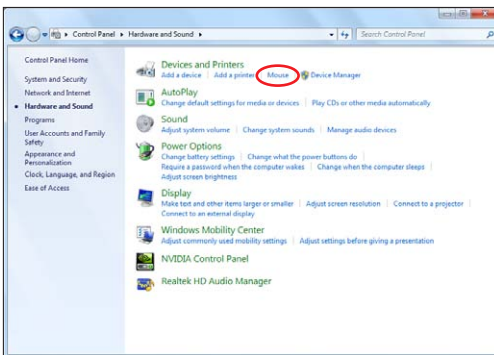 Control Panel ▸ Hardware and Sound ▸
Search Control Panel
Control Panel Home
System and Security
Network and Internet
Hardware and Sound
Programs
User Accounts and Family
Safety
Appearance and
Personalization
Clock, Language, and Region
Ease of Access
Devices and Printers
Add a device | Add a printer | Mouse | Device Manager
AutoPlay
Change default settings for media or devices | Play CDs or other media automatically
Sound
Adjust system volume | Change system sounds | Manage audio devices
Power Options
Change battery settings | Change what the power buttons do |
Require a password when the computer wakes | Change when the computer sleeps |
Adjust screen brightness
Display
Make text and other items larger or smaller | Adjust screen resolution | Connect to a projector |
Connect to an external display
Windows Mobility Center
Adjust commonly used mobility settings | Adjust settings before giving a presentation
NVIDIA Control Panel
Realtek HD Audio Manager